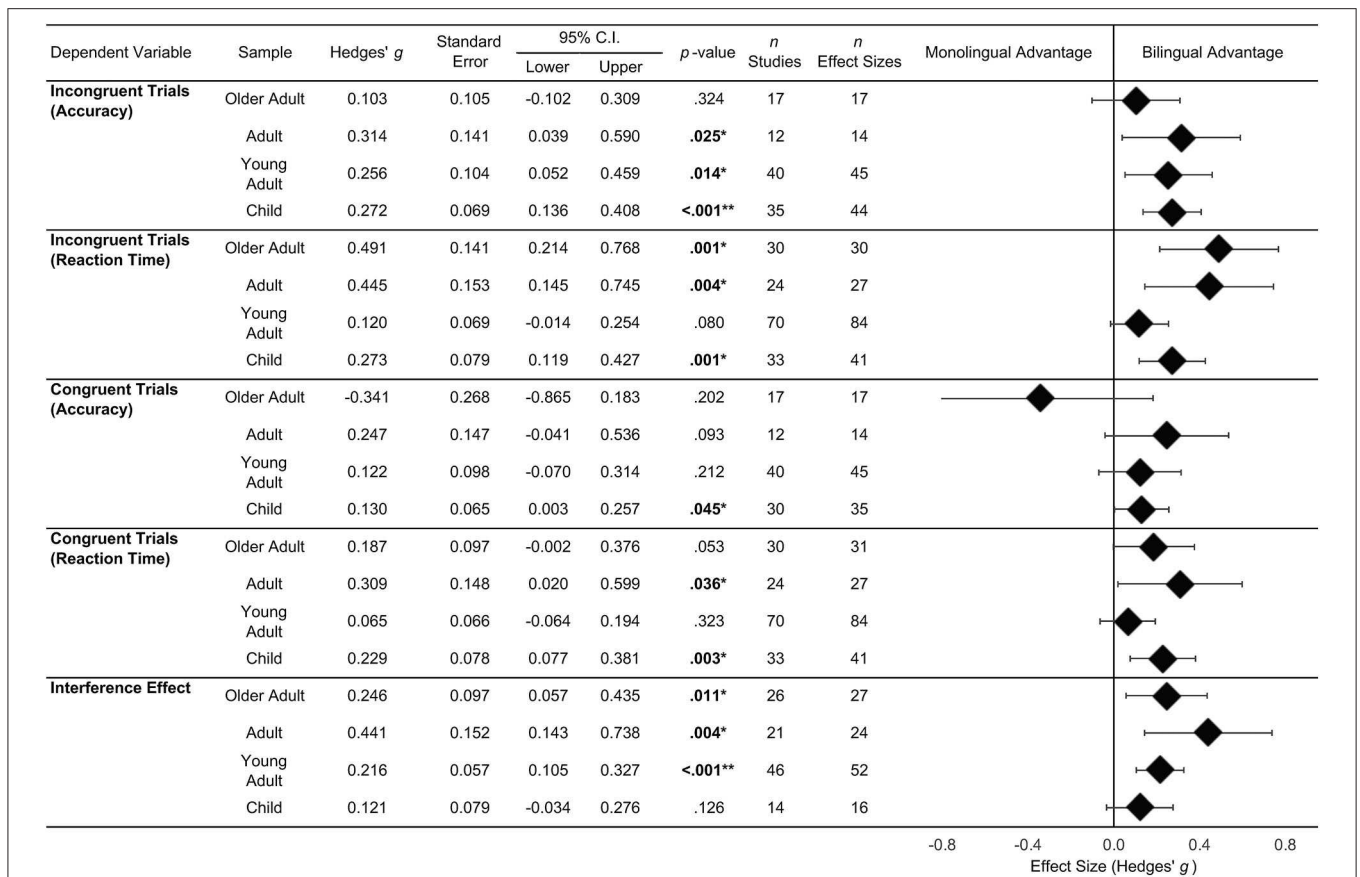 Dependent Variable Sample Hedges' g Standard Error 95% C.I. Lower Upper p-value n Studies n Effect Sizes Monolingual Advantage Bilingual Advantage
Incongruent Trials (Accuracy) Older Adult 0.103 0.105 -0.102 0.309 .324 17 17
Adult 0.314 0.141 0.039 0.590 .025* 12 14
Young Adult 0.256 0.104 0.052 0.459 .014* 40 45
Child 0.272 0.069 0.136 0.408 <.001** 35 44
Incongruent Trials (Reaction Time) Older Adult 0.491 0.141 0.214 0.768 .001* 30 30
Adult 0.445 0.153 0.145 0.745 .004* 24 27
Young Adult 0.120 0.069 -0.014 0.254 .080 70 84
Child 0.273 0.079 0.119 0.427 .001* 33 41
Congruent Trials (Accuracy) Older Adult -0.341 0.268 -0.865 0.183 .202 17 17
Adult 0.247 0.147 -0.041 0.536 .093 12 14
Young Adult 0.122 0.098 -0.070 0.314 .212 40 45
Child 0.130 0.065 0.003 0.257 .045* 30 35
Congruent Trials (Reaction Time) Older Adult 0.187 0.097 -0.002 0.376 .053 30 31
Adult 0.309 0.148 0.020 0.599 .036* 24 27
Young Adult 0.065 0.066 -0.064 0.194 .323 70 84
Child 0.229 0.078 0.077 0.381 .003* 33 41
Interference Effect Older Adult 0.246 0.097 0.057 0.435 .011* 26 27
Adult 0.441 0.152 0.143 0.738 .004* 21 24
Young Adult 0.216 0.057 0.105 0.327 <.001** 46 52
Child 0.121 0.079 -0.034 0.276 .126 14 16
-0.8 -0.4 0.0 0.4 0.8
Effect Size (Hedges' g )